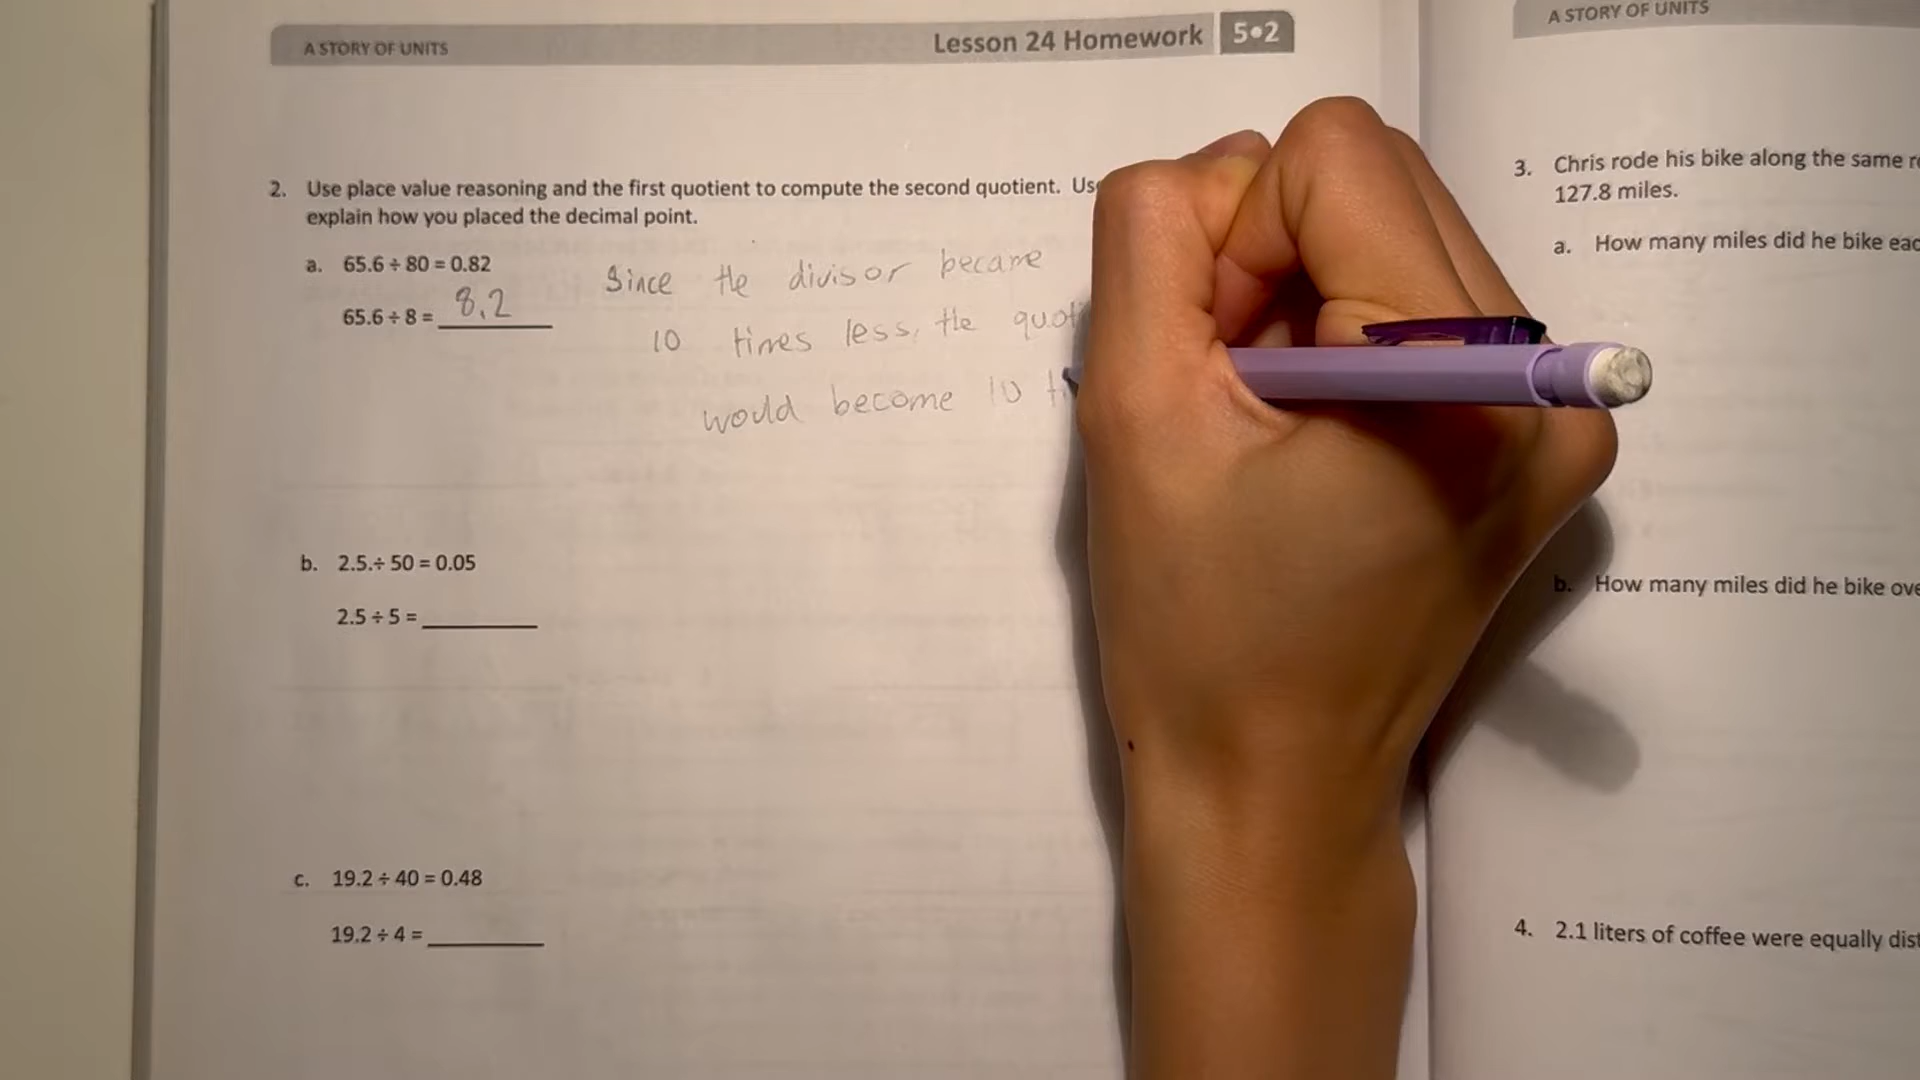 A STORY OF UNITS
Lesson 24 Homework 5•2
2. Use place value reasoning and the first quotient to compute the second quotient.
explain how you placed the decimal point.
a. 65.6 ÷ 80 = 0.82
65.6 ÷ 8 = 8.2
Since the divisor became
10 times less, the
would become 10
b. 2.5.÷ 50 = 0.05
2.5 ÷ 5 =
c. 19.2 ÷ 40 = 0.48
19.2 ÷ 4 =
A STORY OF UNITS
3. Chris rode his bike along the same
127.8 miles.
a. How many miles did he bike
b. How many miles did he bike
4. 2.1 liters of coffee were equally